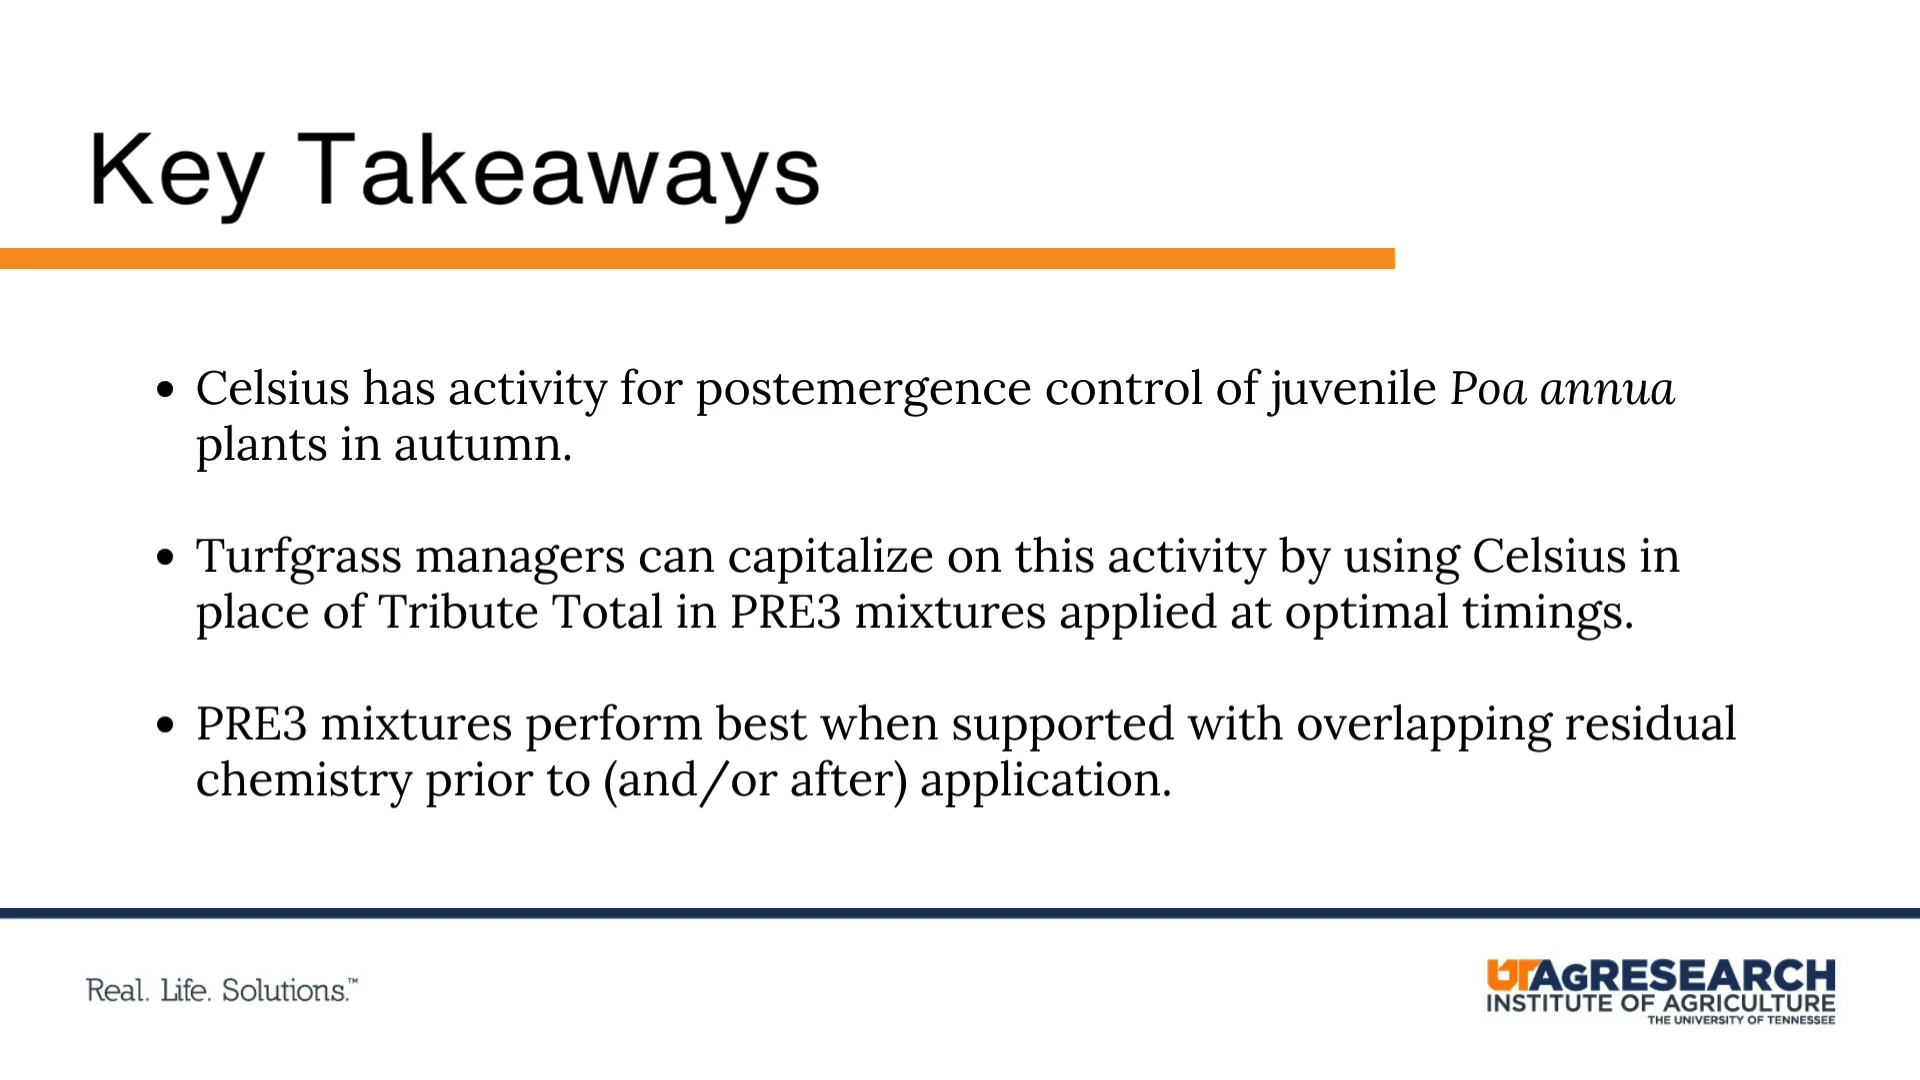 Key Takeaways
• Celsius has activity for postemergence control of juvenile Poa annua
plants in autumn.
• Turfgrass managers can capitalize on this activity by using Celsius in
place of Tribute Total in PRE3 mixtures applied at optimal timings.
• PRE3 mixtures perform best when supported with overlapping residual
chemistry prior to (and/or after) application.
Real. Life. Solutions.™
UTAGRESEARCH
INSTITUTE OF AGRICULTURE
THE UNIVERSITY OF TENNESSEE